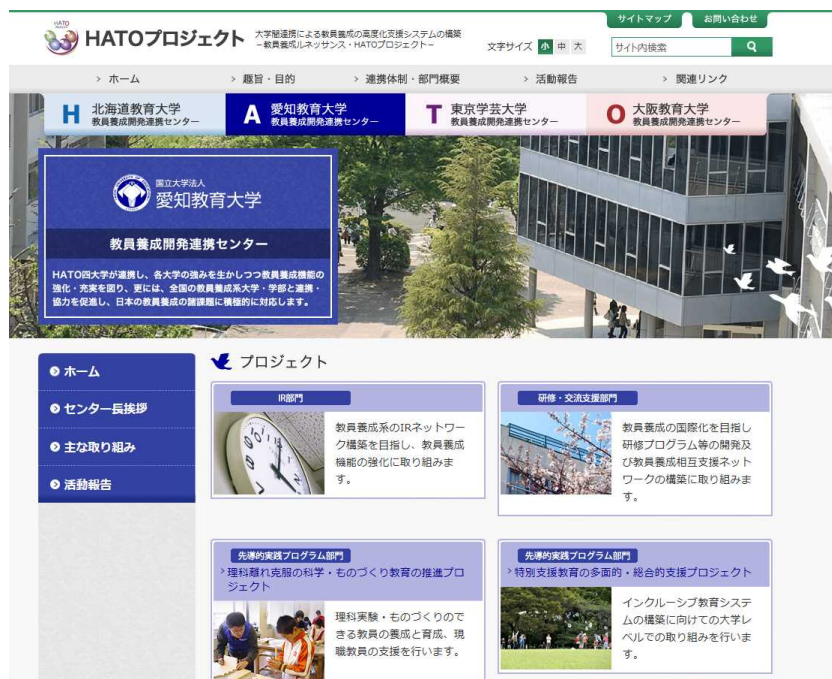 サイトマップ お問い合わせ
HATO
HATOプロジェクト
大学間連携による教員養成の高度化支援システムの構築
－教員養成ルネッサンス・HATOプロジェクト－
文字サイズ 小 中 大
サイト内検索
> ホーム > 趣旨・目的 > 連携体制・部門概要 > 活動報告 > 関連リンク
H 北海道教育大学
教員養成開発連携センター
A 愛知教育大学
教員養成開発連携センター
T 東京学芸大学
教員養成開発連携センター
O 大阪教育大学
教員養成開発連携センター
国立大学法人
愛知教育大学
教員養成開発連携センター
HATO四大学が連携し、各大学の強みを生かしつつ教員養成機能の
強化・充実を図り、更には、全国の教員養成系大学・学部と連携・
協力を促進し、日本の教員養成の諸課題に積極的に対応します。
ホーム
センター長挨拶
主な取り組み
活動報告
プロジェクト
IR部門
教員養成系のIRネットワー
ク構築を目指し、教員養成
機能の強化に取り組みま
す。
研修・交流支援部門
教員養成の国際化を目指し
研修プログラム等の開発及
び教員養成相互支援ネット
ワークの構築に取り組みま
す。
先導的実践プログラム部門
>理科離れ克服の科学・ものづくり教育の推進プロ
ジェクト
理科実験・ものづくりので
きる教員の養成と育成、現
職教員の支援を行います。
先導的実践プログラム部門
>特別支援教育の多面的・総合的支援プロジェクト
インクルーシブ教育システ
ムの構築に向けての大学レ
ベルでの取り組みを行いま
す。